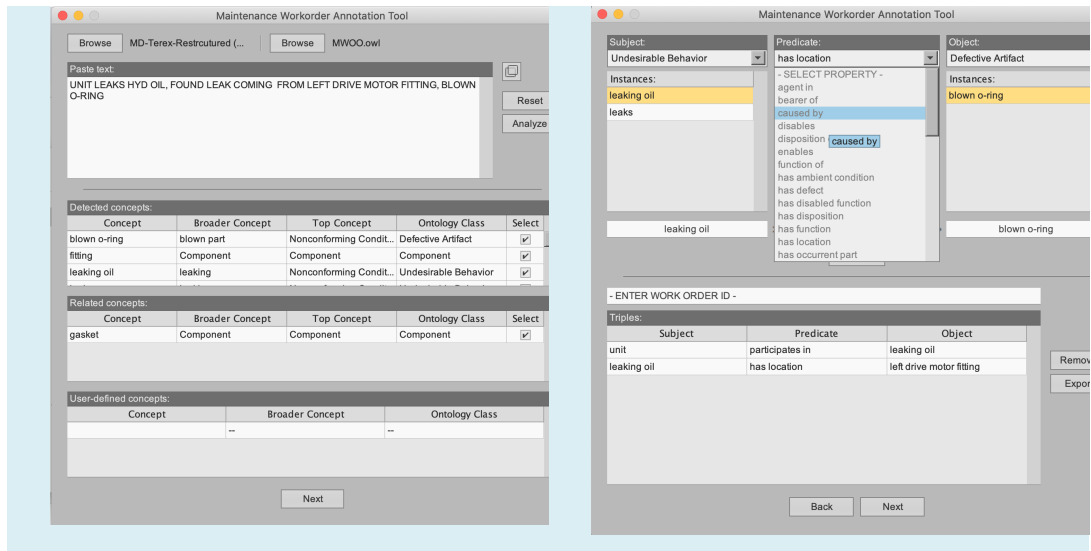 Maintenance Workorder Annotation Tool
Browse MD-Terex-Restrcutured (... Browse MWOO.owl
Paste text:
UNIT LEAKS HYD OIL, FOUND LEAK COMING FROM LEFT DRIVE MOTOR FITTING, BLOWN
O-RING
Reset
Analyze
Detected concepts:
Concept Broader Concept Top Concept Ontology Class Select
blown o-ring blown part Nonconforming Condit... Defective Artifact
fitting Component Component Component
leaking oil leaking Nonconforming Condit... Undesirable Behavior
Related concepts:
Concept Broader Concept Top Concept Ontology Class Select
gasket Component Component Component
User-defined concepts:
Concept Broader Concept Ontology Class
-- --
Next
Maintenance Workorder Annotation Tool
Subject: Predicate: Object:
Undesirable Behavior has location Defective Artifact
Instances:
leaking oil
leaks
- SELECT PROPERTY -
agent in
bearer of
caused by
disables
disposition caused by
enables
function of
has ambient condition
has defect
has disabled function
has disposition
has function
has location
has occurrent part
Instances:
blown o-ring
leaking oil blown o-ring
- ENTER WORK ORDER ID -
Triples:
Subject Predicate Object
unit participates in leaking oil
leaking oil has location left drive motor fitting
Remov
Expor
Back Next